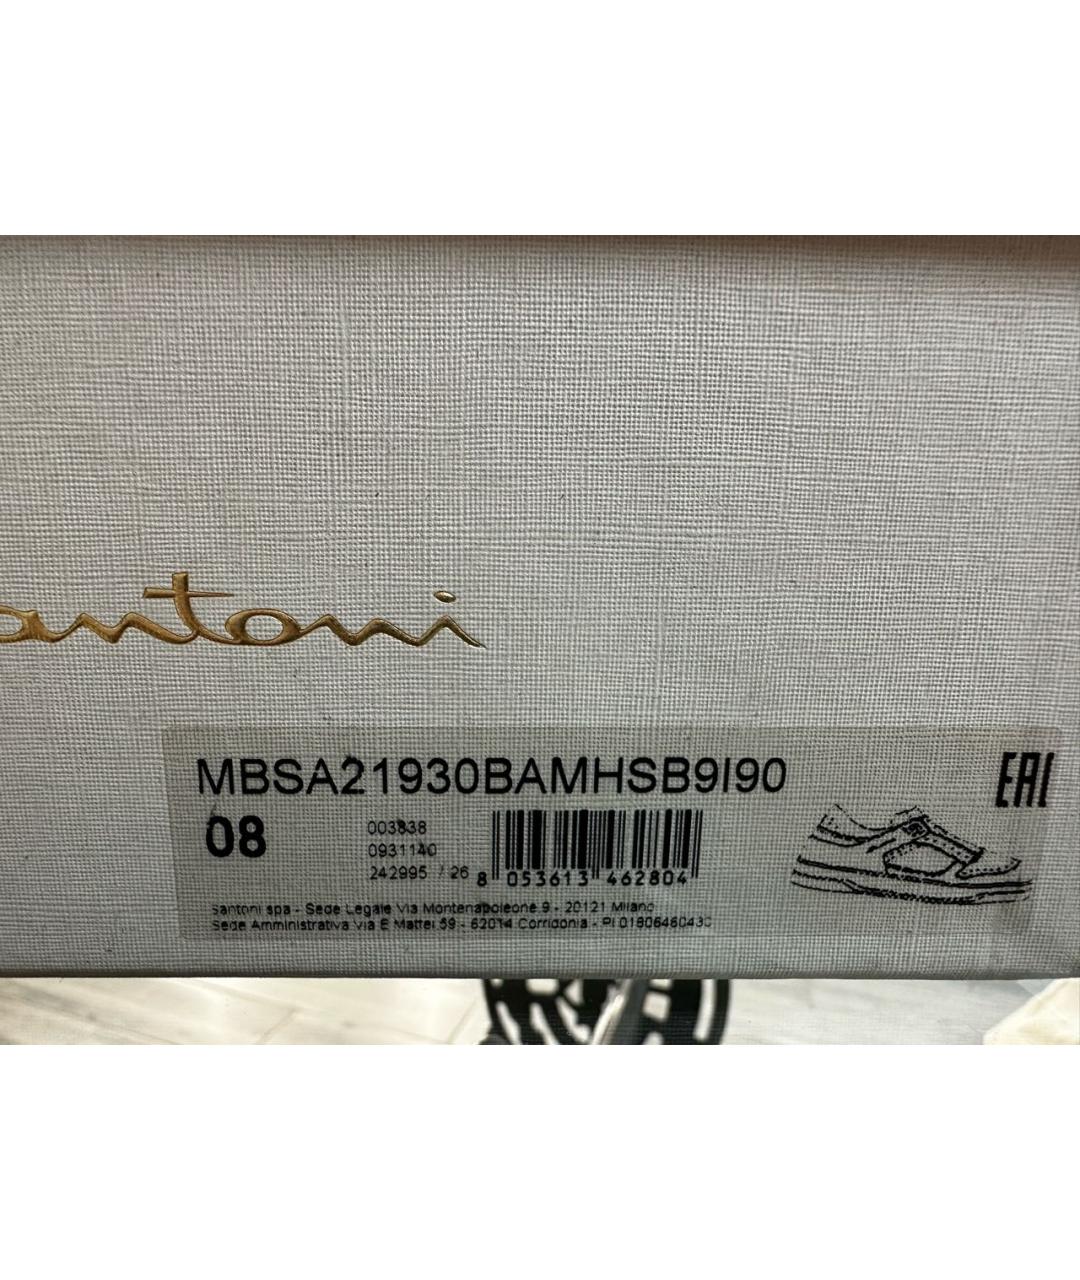 antoni
MBSA21930BAMHSB9I90
EAC
08
003838
0931140
242995 / 26
8 053613 462804
Santoni spa - Sede Legale Via Montenapoleone 9 - 20121 Milano
Sede Amministrativa Via E Mattei 59 - 62014 Corridonia - PI 01806460430